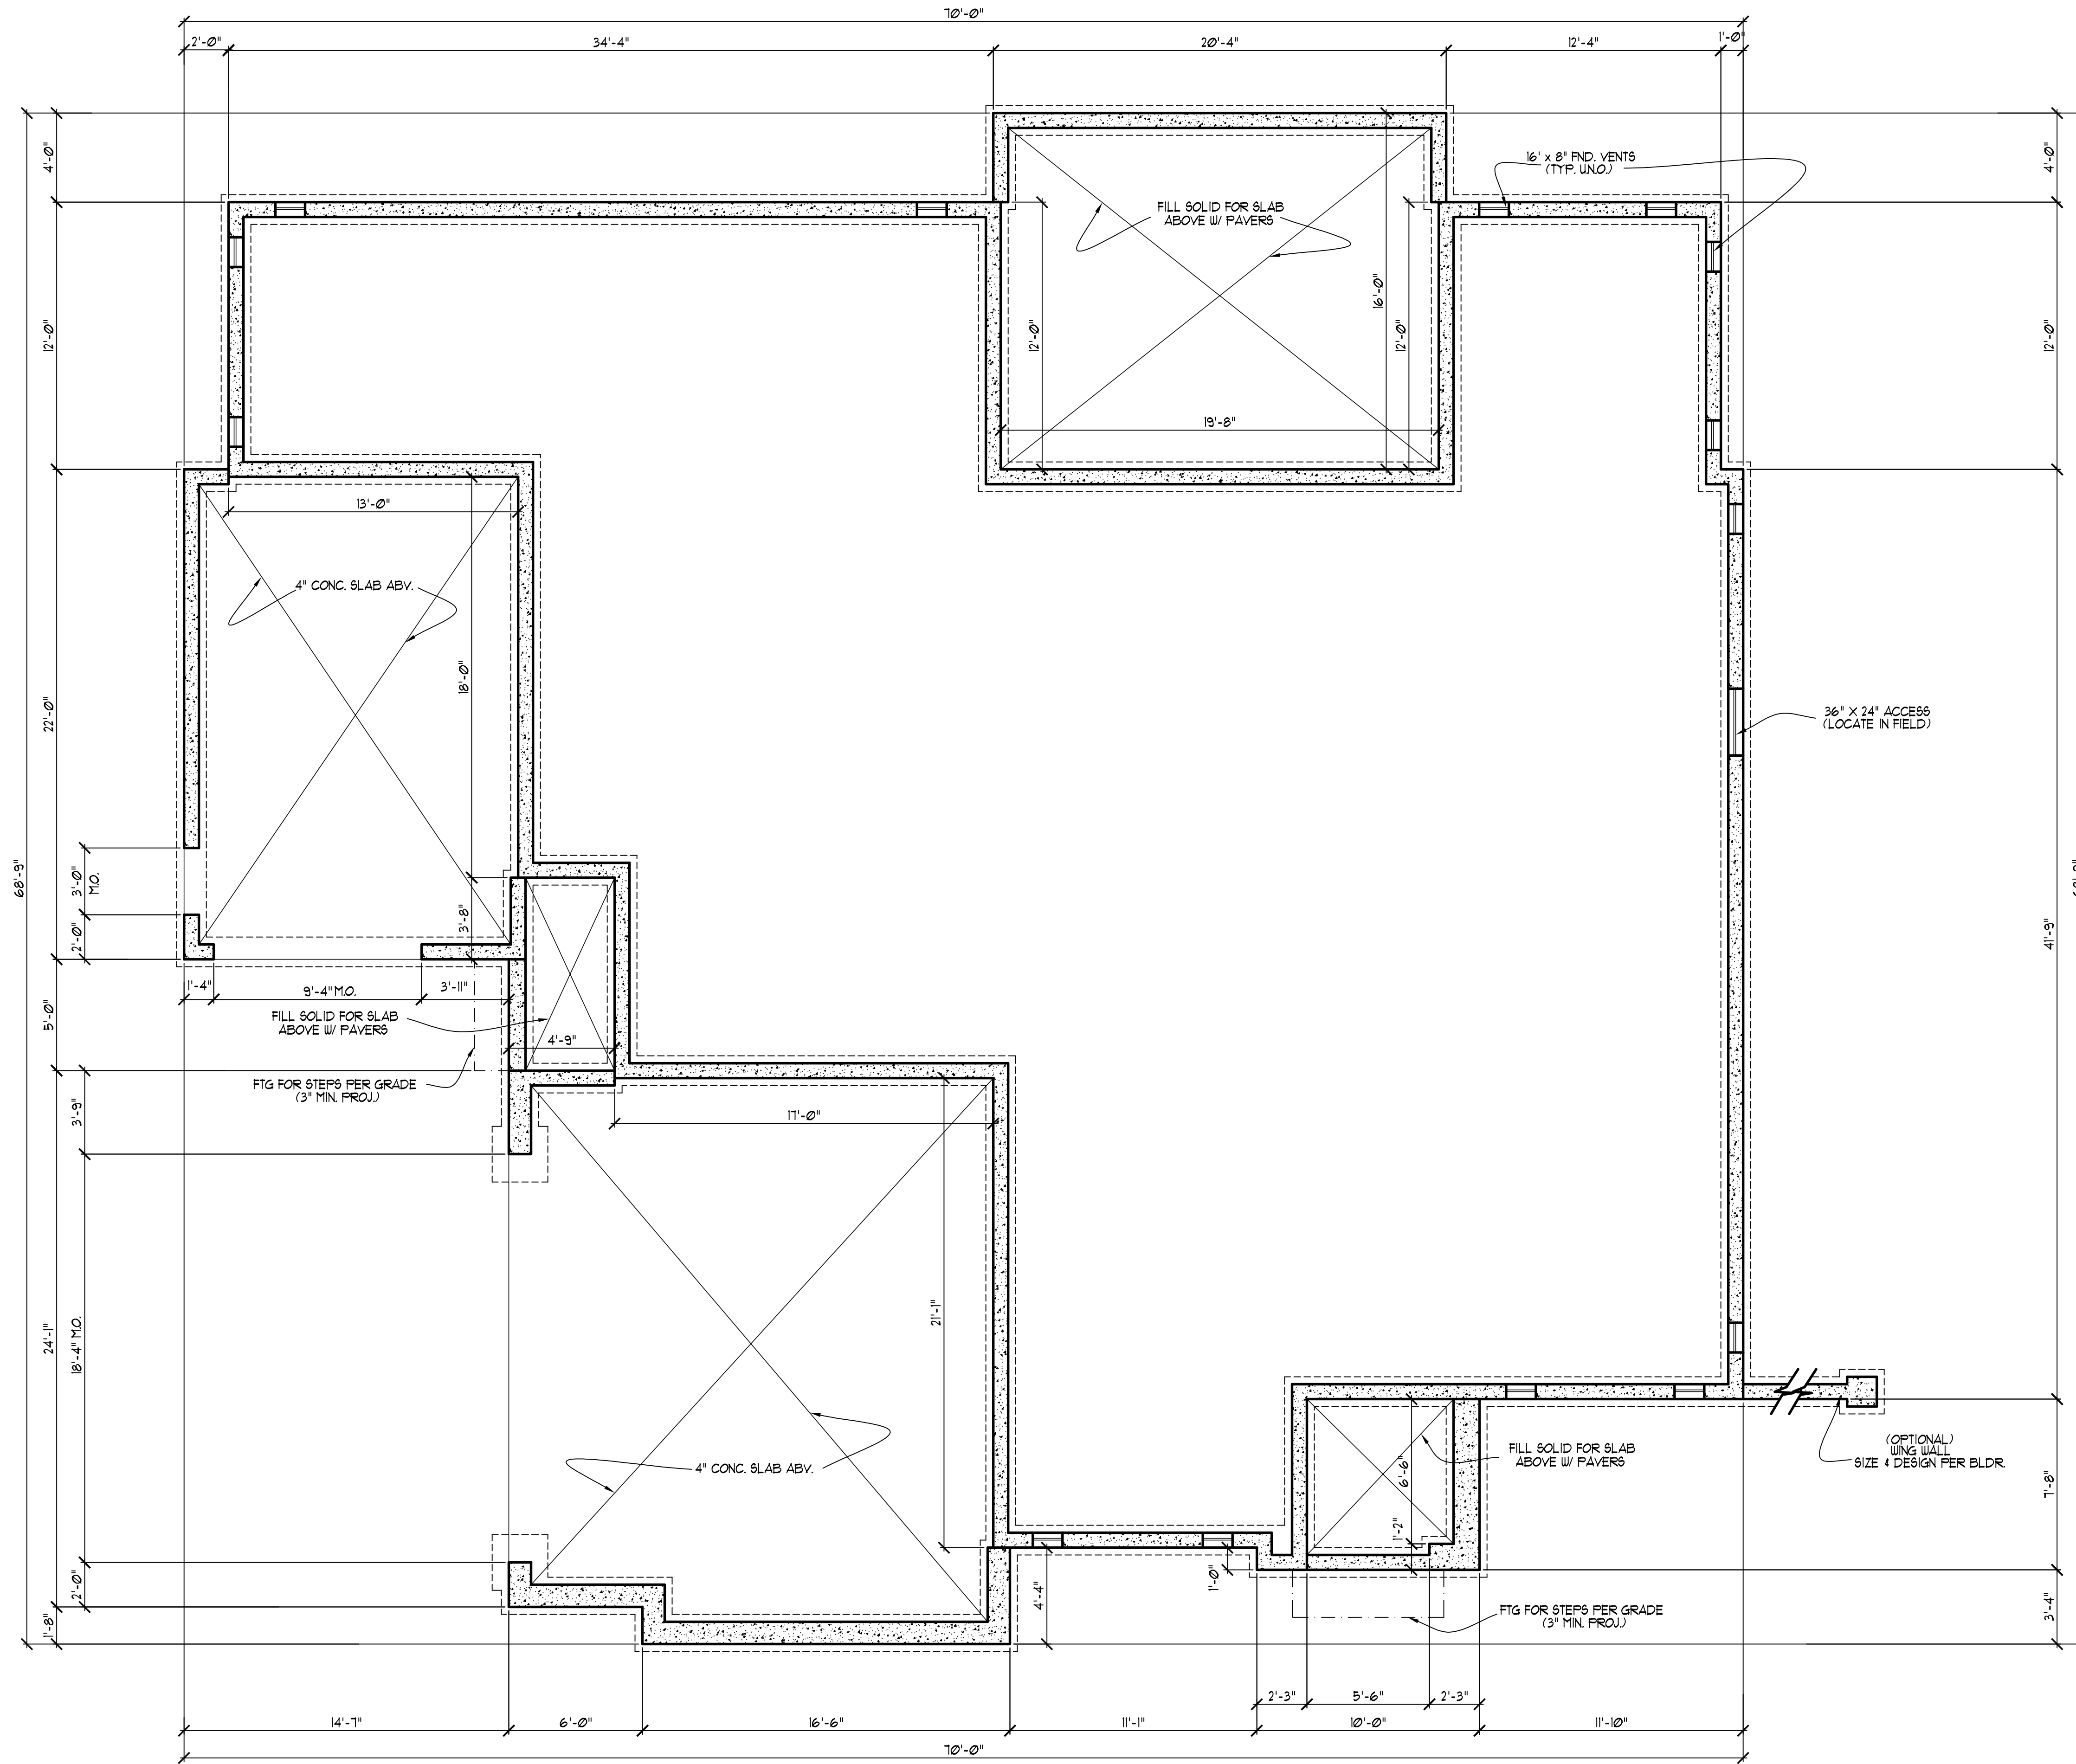 70'-0"
2'-0"
34'-4"
20'-4"
12'-4"
1'-0"
4'-0"
4'-0"
16' x 8" FND. VENTS
(TYP. U.N.O.)
FILL SOLID FOR SLAB
ABOVE W/ PAVERS
12'-0"
12'-0"
16'-0"
12'-0"
12'-0"
19'-8"
13'-0"
4" CONC. SLAB ABV.
18'-0"
22'-0"
36" X 24" ACCESS
(LOCATE IN FIELD)
68'-9"
3'-0"
M.O.
2'-0"
3'-8"
41'-9"
1'-4"
9'-4" M.O.
3'-11"
5'-0"
FILL SOLID FOR SLAB
ABOVE W/ PAVERS
4'-9"
FTG FOR STEPS PER GRADE
(3" MIN. PROJ.)
3'-9"
17'-0"
24'-1"
18'-4" M.O.
21'-1"
4" CONC. SLAB ABV.
6'-6"
1'-2"
FILL SOLID FOR SLAB
ABOVE W/ PAVERS
(OPTIONAL)
WING WALL
SIZE & DESIGN PER BLDR.
7'-8"
1'-0"
4'-4"
2'-0"
1'-8"
FTG FOR STEPS PER GRADE
(3" MIN. PROJ.)
3'-4"
2'-3"
5'-6"
2'-3"
14'-7"
6'-0"
16'-6"
11'-1"
10'-0"
11'-10"
70'-0"